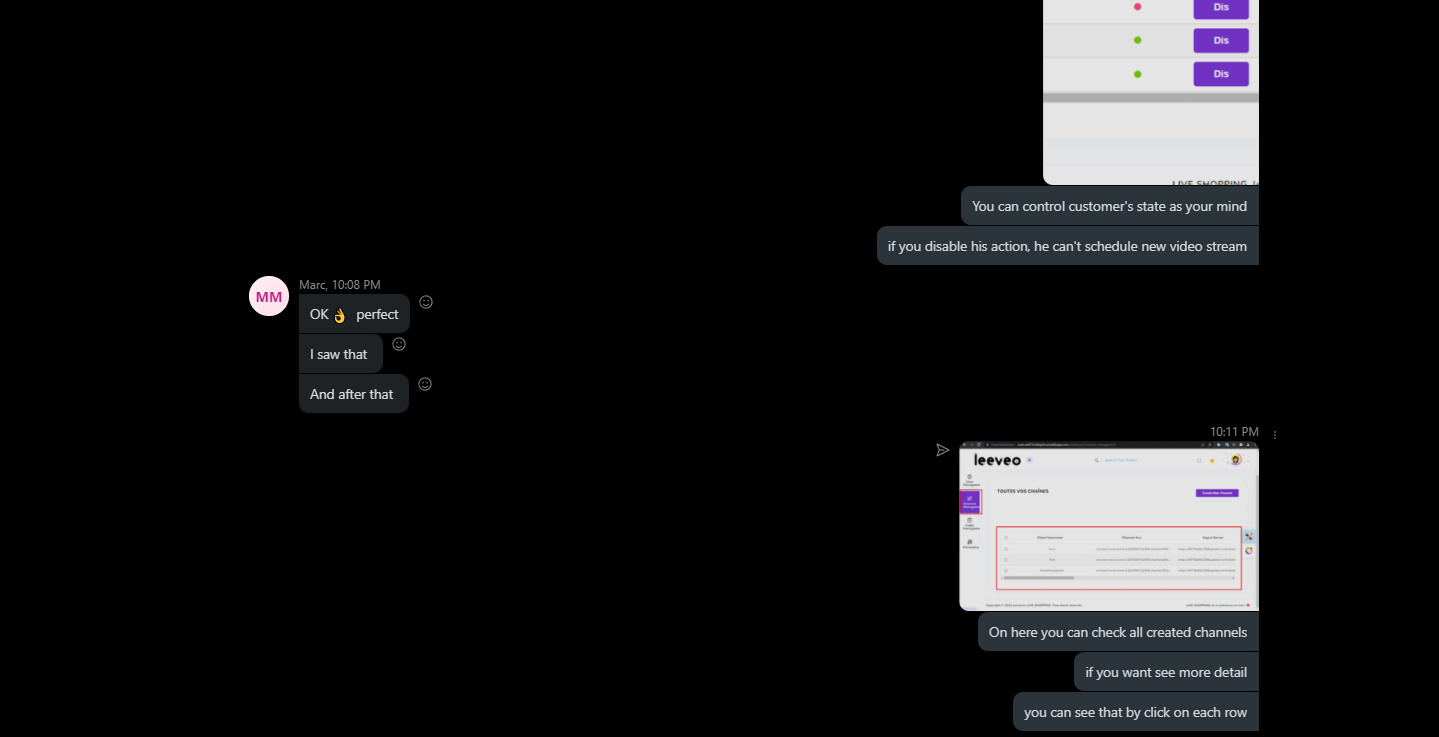 Dis
Dis
Dis
You can control customer's state as your mind
if you disable his action, he can't schedule new video stream
MM
Marc, 10:08 PM
OK 👌 perfect
I saw that
And after that
10:11 PM
leeveo
TOUTES VOS CHAÎNES
On here you can check all created channels
if you want see more detail
you can see that by click on each row